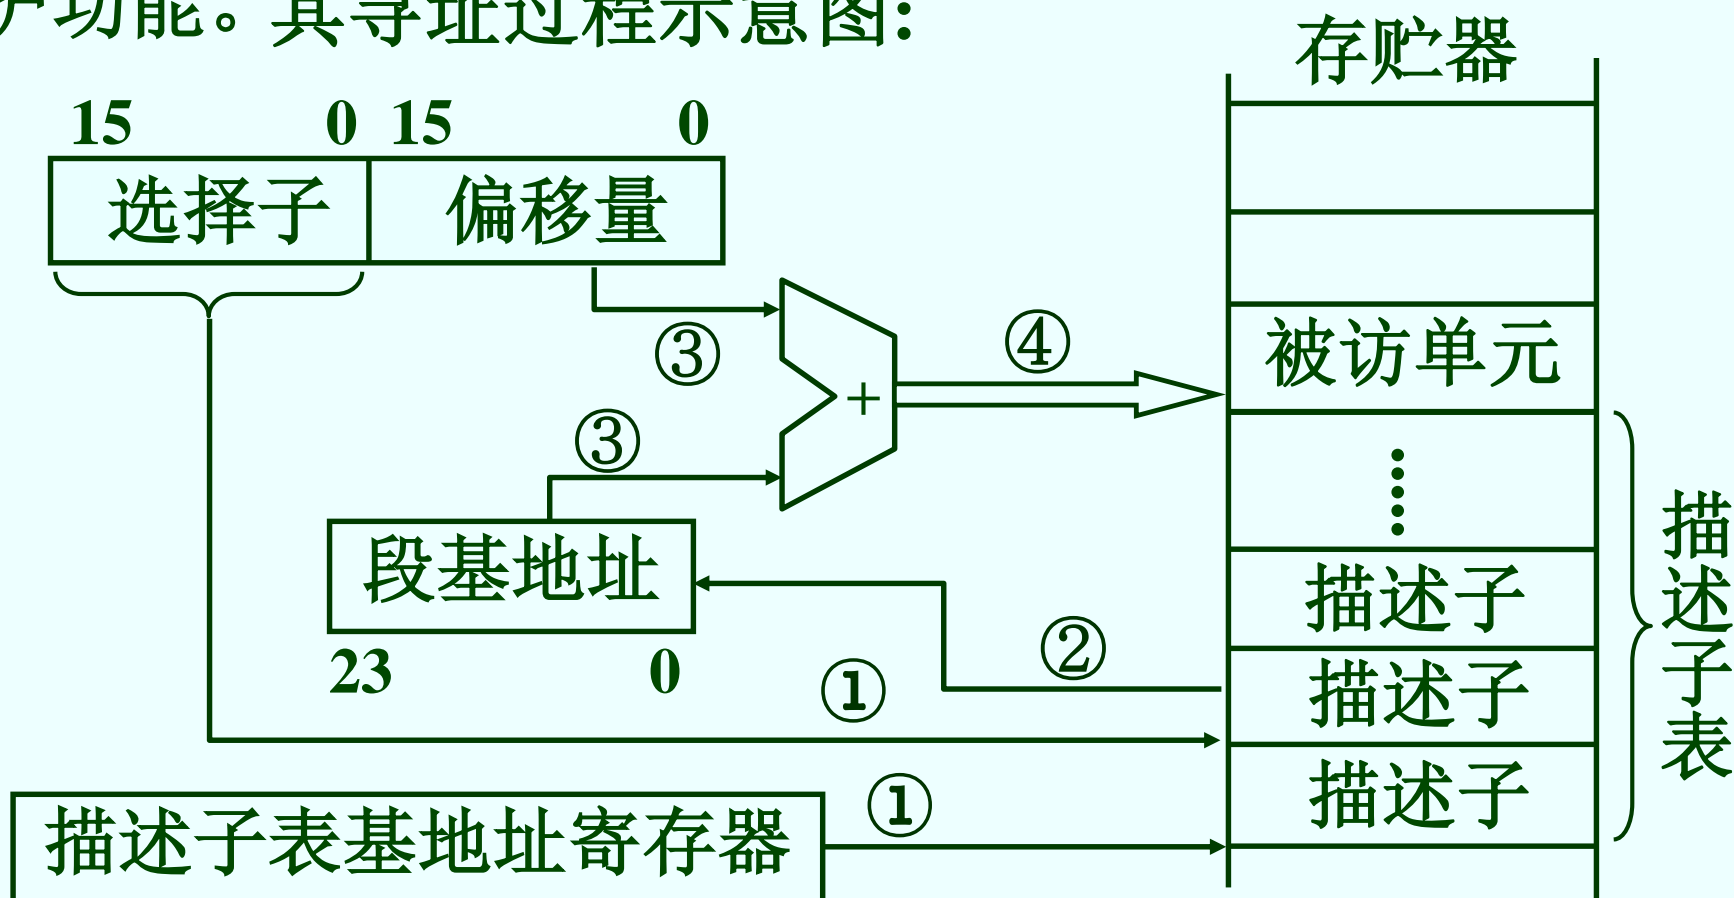 护功能。其寻址过程示意图:
存贮器
15 0 15 0
选择子 偏移量
③
④
被访单元
+
③
段基地址
23 0
②
描述子
①
描述子
描述子
描述子表
①
描述子表基地址寄存器